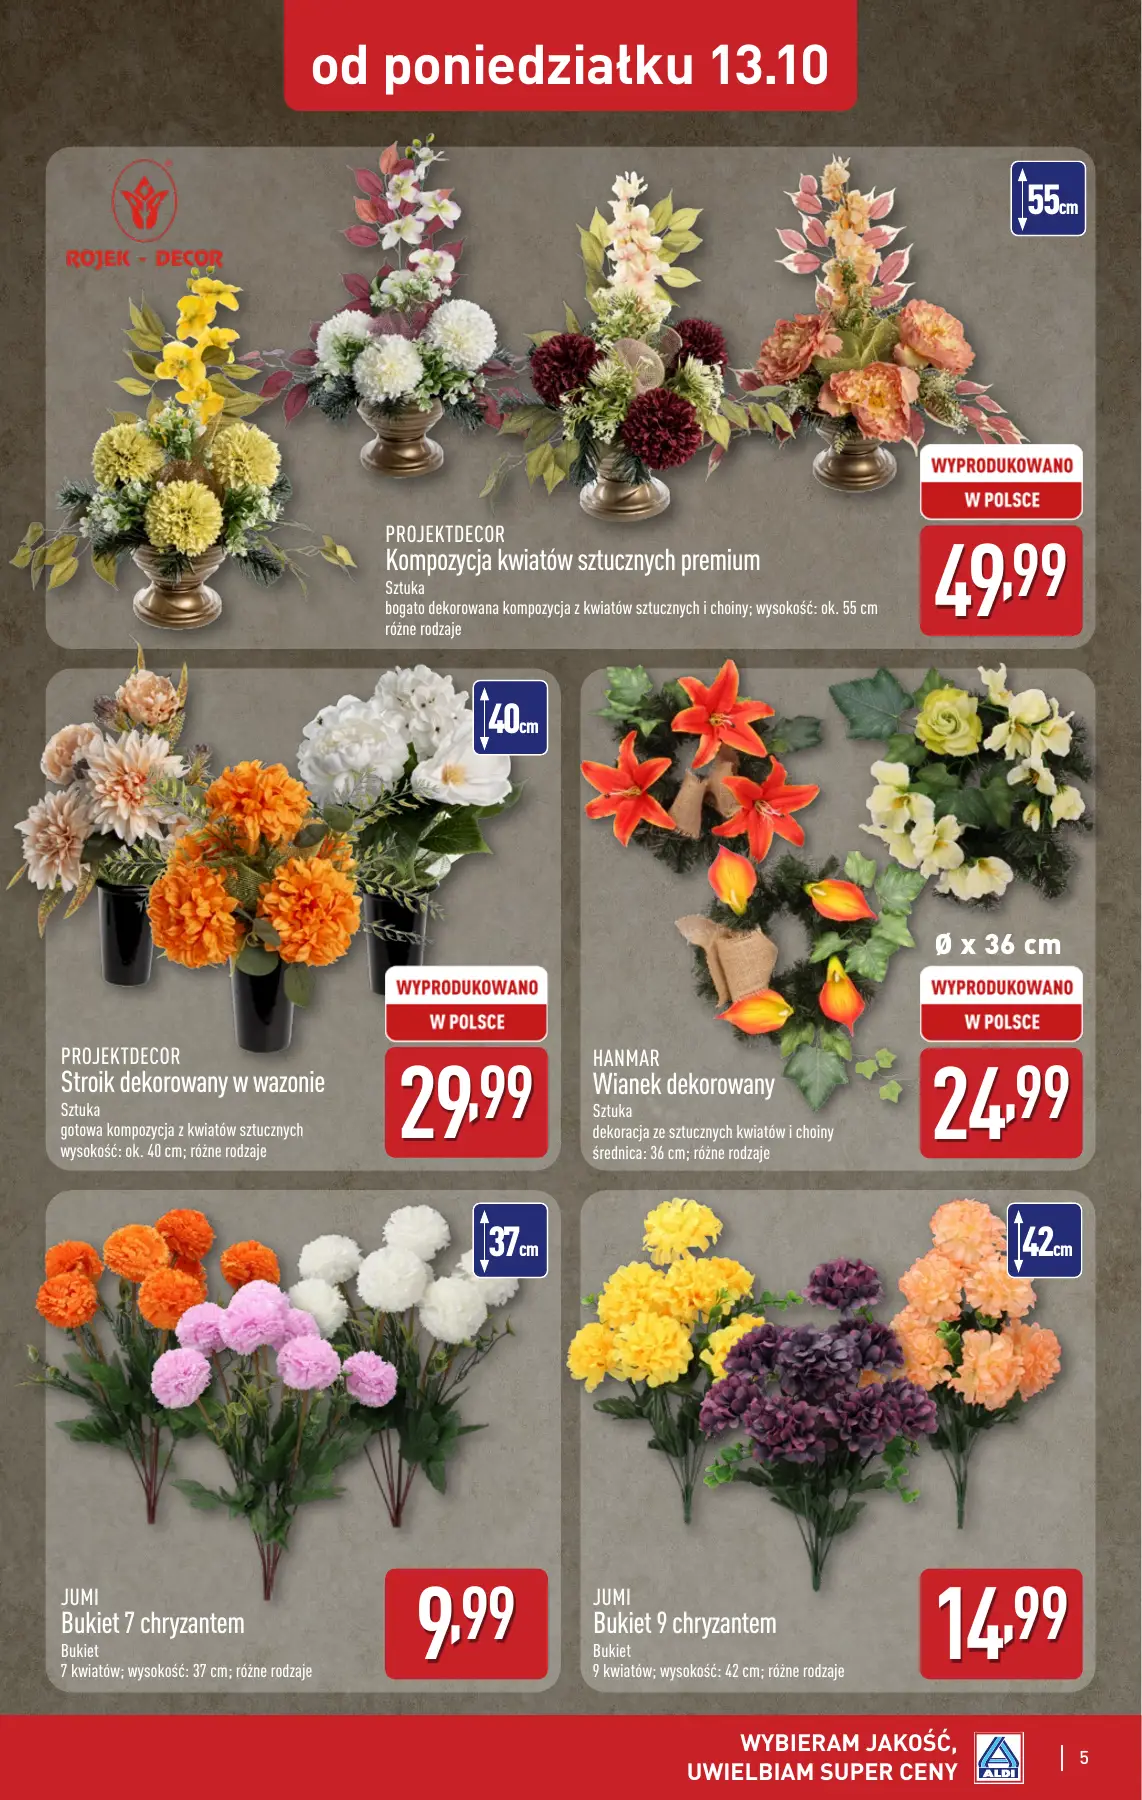 od poniedziałku 13.10
ROJEK - DECOR
®
55cm
WYPRODUKOWANO
W POLSCE
PROJEKTDECOR
Kompozycja kwiatów sztucznych premium
Sztuka
bogato dekorowana kompozycja z kwiatów sztucznych i choiny; wysokość: ok. 55 cm
różne rodzaje
49,99
40cm
WYPRODUKOWANO
W POLSCE
PROJEKTDECOR
Stroik dekorowany w wazonie
Sztuka
gotowa kompozycja z kwiatów sztucznych
wysokość: ok. 40 cm; różne rodzaje
29,99
Ø x 36 cm
WYPRODUKOWANO
W POLSCE
HANMAR
Wianek dekorowany
Sztuka
dekoracja ze sztucznych kwiatów i choiny
średnica: 36 cm; różne rodzaje
24,99
37cm
JUMI
Bukiet 7 chryzantem
Bukiet
7 kwiatów; wysokość: 37 cm; różne rodzaje
9,99
42cm
JUMI
Bukiet 9 chryzantem
Bukiet
9 kwiatów; wysokość: 42 cm; różne rodzaje
14,99
WYBIERAM JAKOŚĆ,
UWIELBIAM SUPER CENY
ALDI
5